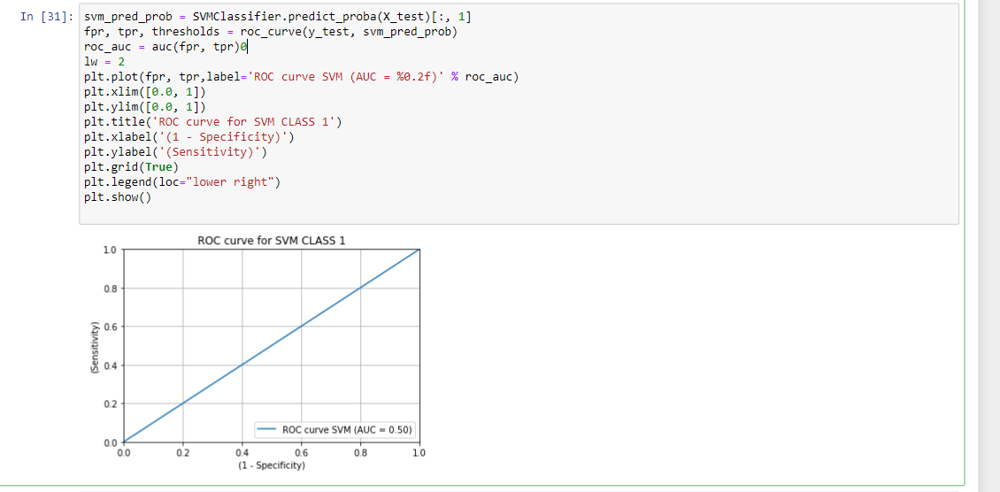 In [31]: svm_pred_prob = SVMClassifier.predict_proba(X_test)[:, 1]
fpr, tpr, thresholds = roc_curve(y_test, svm_pred_prob)
roc_auc = auc(fpr, tpr)0
lw = 2
plt.plot(fpr, tpr,label='ROC curve SVM (AUC = %0.2f)' % roc_auc)
plt.xlim([0.0, 1])
plt.ylim([0.0, 1])
plt.title('ROC curve for SVM CLASS 1')
plt.xlabel('(1 - Specificity)')
plt.ylabel('(Sensitivity)')
plt.grid(True)
plt.legend(loc="lower right")
plt.show()
ROC curve for SVM CLASS 1
1.0
0.8
0.6
0.4
0.2
0.0
(Sensitivity)
ROC curve SVM (AUC = 0.50)
0.0 0.2 0.4 0.6 0.8 1.0
(1 - Specificity)